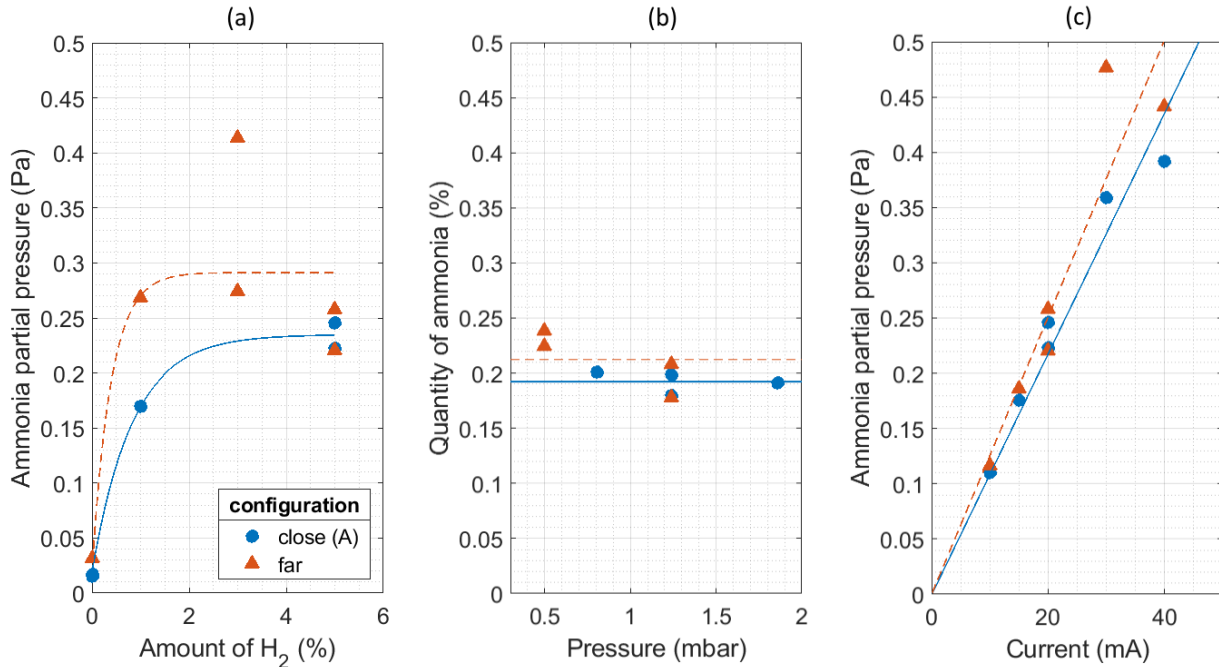 (a)
0.5
0.45
0.4
0.35
0.3
0.25
0.2
0.15
0.1
0.05
0
0 2 4 6
Ammonia partial pressure (Pa)
Amount of H2 (%)
configuration
close (A)
far
(b)
0.5
0.45
0.4
0.35
0.3
0.25
0.2
0.15
0.1
0.05
0
0.5 1 1.5 2
Quantity of ammonia (%)
Pressure (mbar)
(c)
0.5
0.45
0.4
0.35
0.3
0.25
0.2
0.15
0.1
0.05
0
0 20 40
Ammonia partial pressure (Pa)
Current (mA)